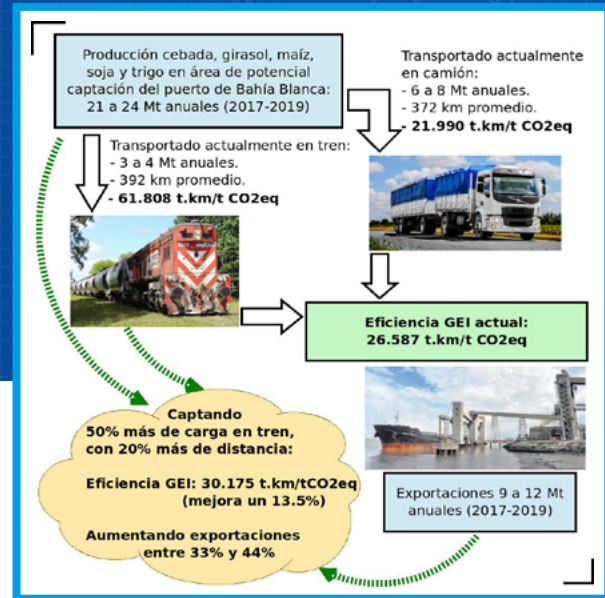 Producción cebada, girasol, maíz,
soja y trigo en área de potencial
captación del puerto de Bahía Blanca:
21 a 24 Mt anuales (2017-2019)
Transportado actualmente
en camión:
- 6 a 8 Mt anuales.
- 372 km promedio.
- 21.990 t.km/t CO2eq
Transportado actualmente en tren:
- 3 a 4 Mt anuales.
- 392 km promedio.
- 61.808 t.km/t CO2eq
Eficiencia GEI actual:
26.587 t.km/t CO2eq
Captando
50% más de carga en tren,
con 20% más de distancia:
Eficiencia GEI: 30.175 t.km/tCO2eq
(mejora un 13.5%)
Aumentando exportaciones
entre 33% y 44%
Exportaciones 9 a 12 Mt
anuales (2017-2019)